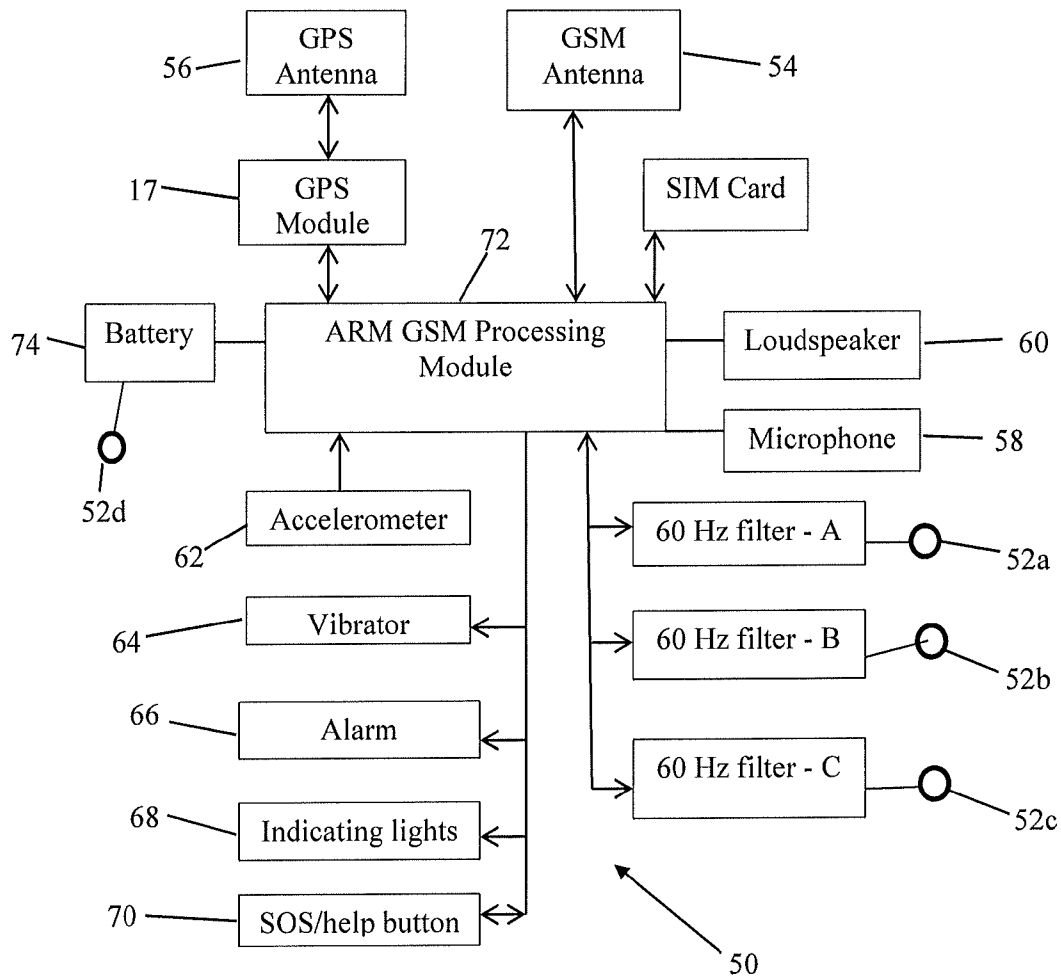 GPS
Antenna
56
GSM
Antenna
54
17
GPS
Module
SIM Card
72
74
Battery
ARM GSM Processing
Module
Loudspeaker
60
Microphone
58
52d
62
Accelerometer
60 Hz filter - A
52a
64
Vibrator
60 Hz filter - B
52b
66
Alarm
60 Hz filter - C
52c
68
Indicating lights
70
SOS/help button
50